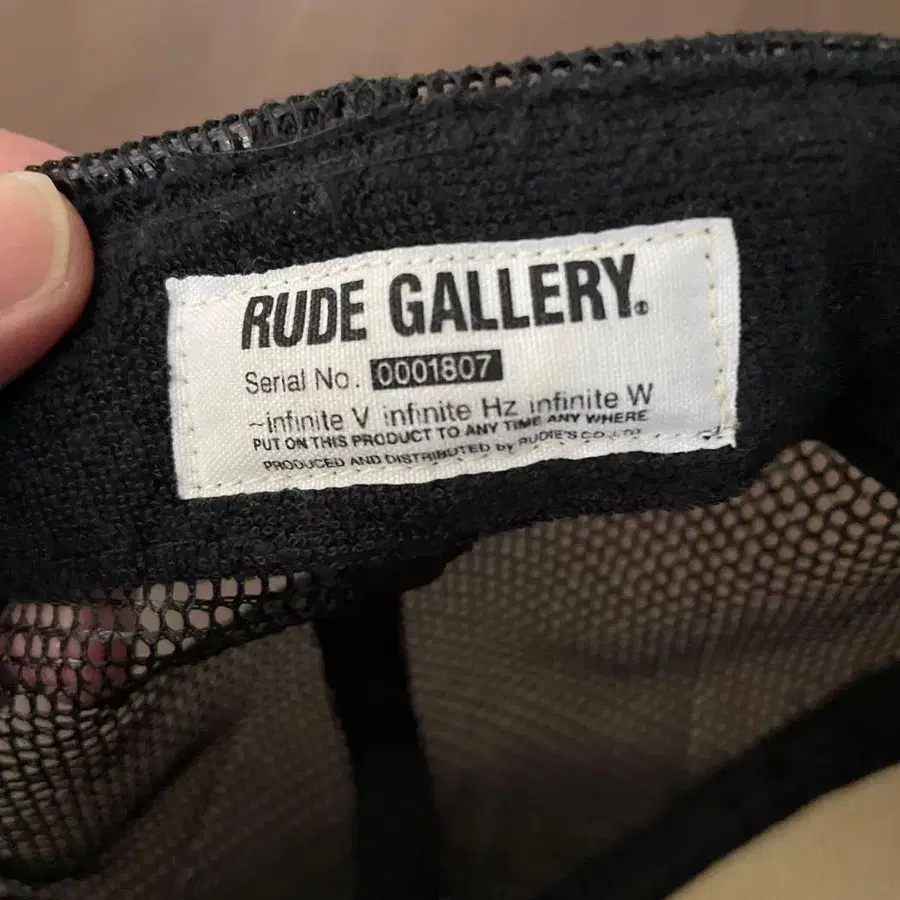 RUDE GALLERY®
Serial No. 0001807
~infinite V infinite Hz infinite W
PUT ON THIS PRODUCT TO ANY TIME ANY WHERE
PRODUCED AND DISTRIBUTED by RUDIE'S CO.,LTD.